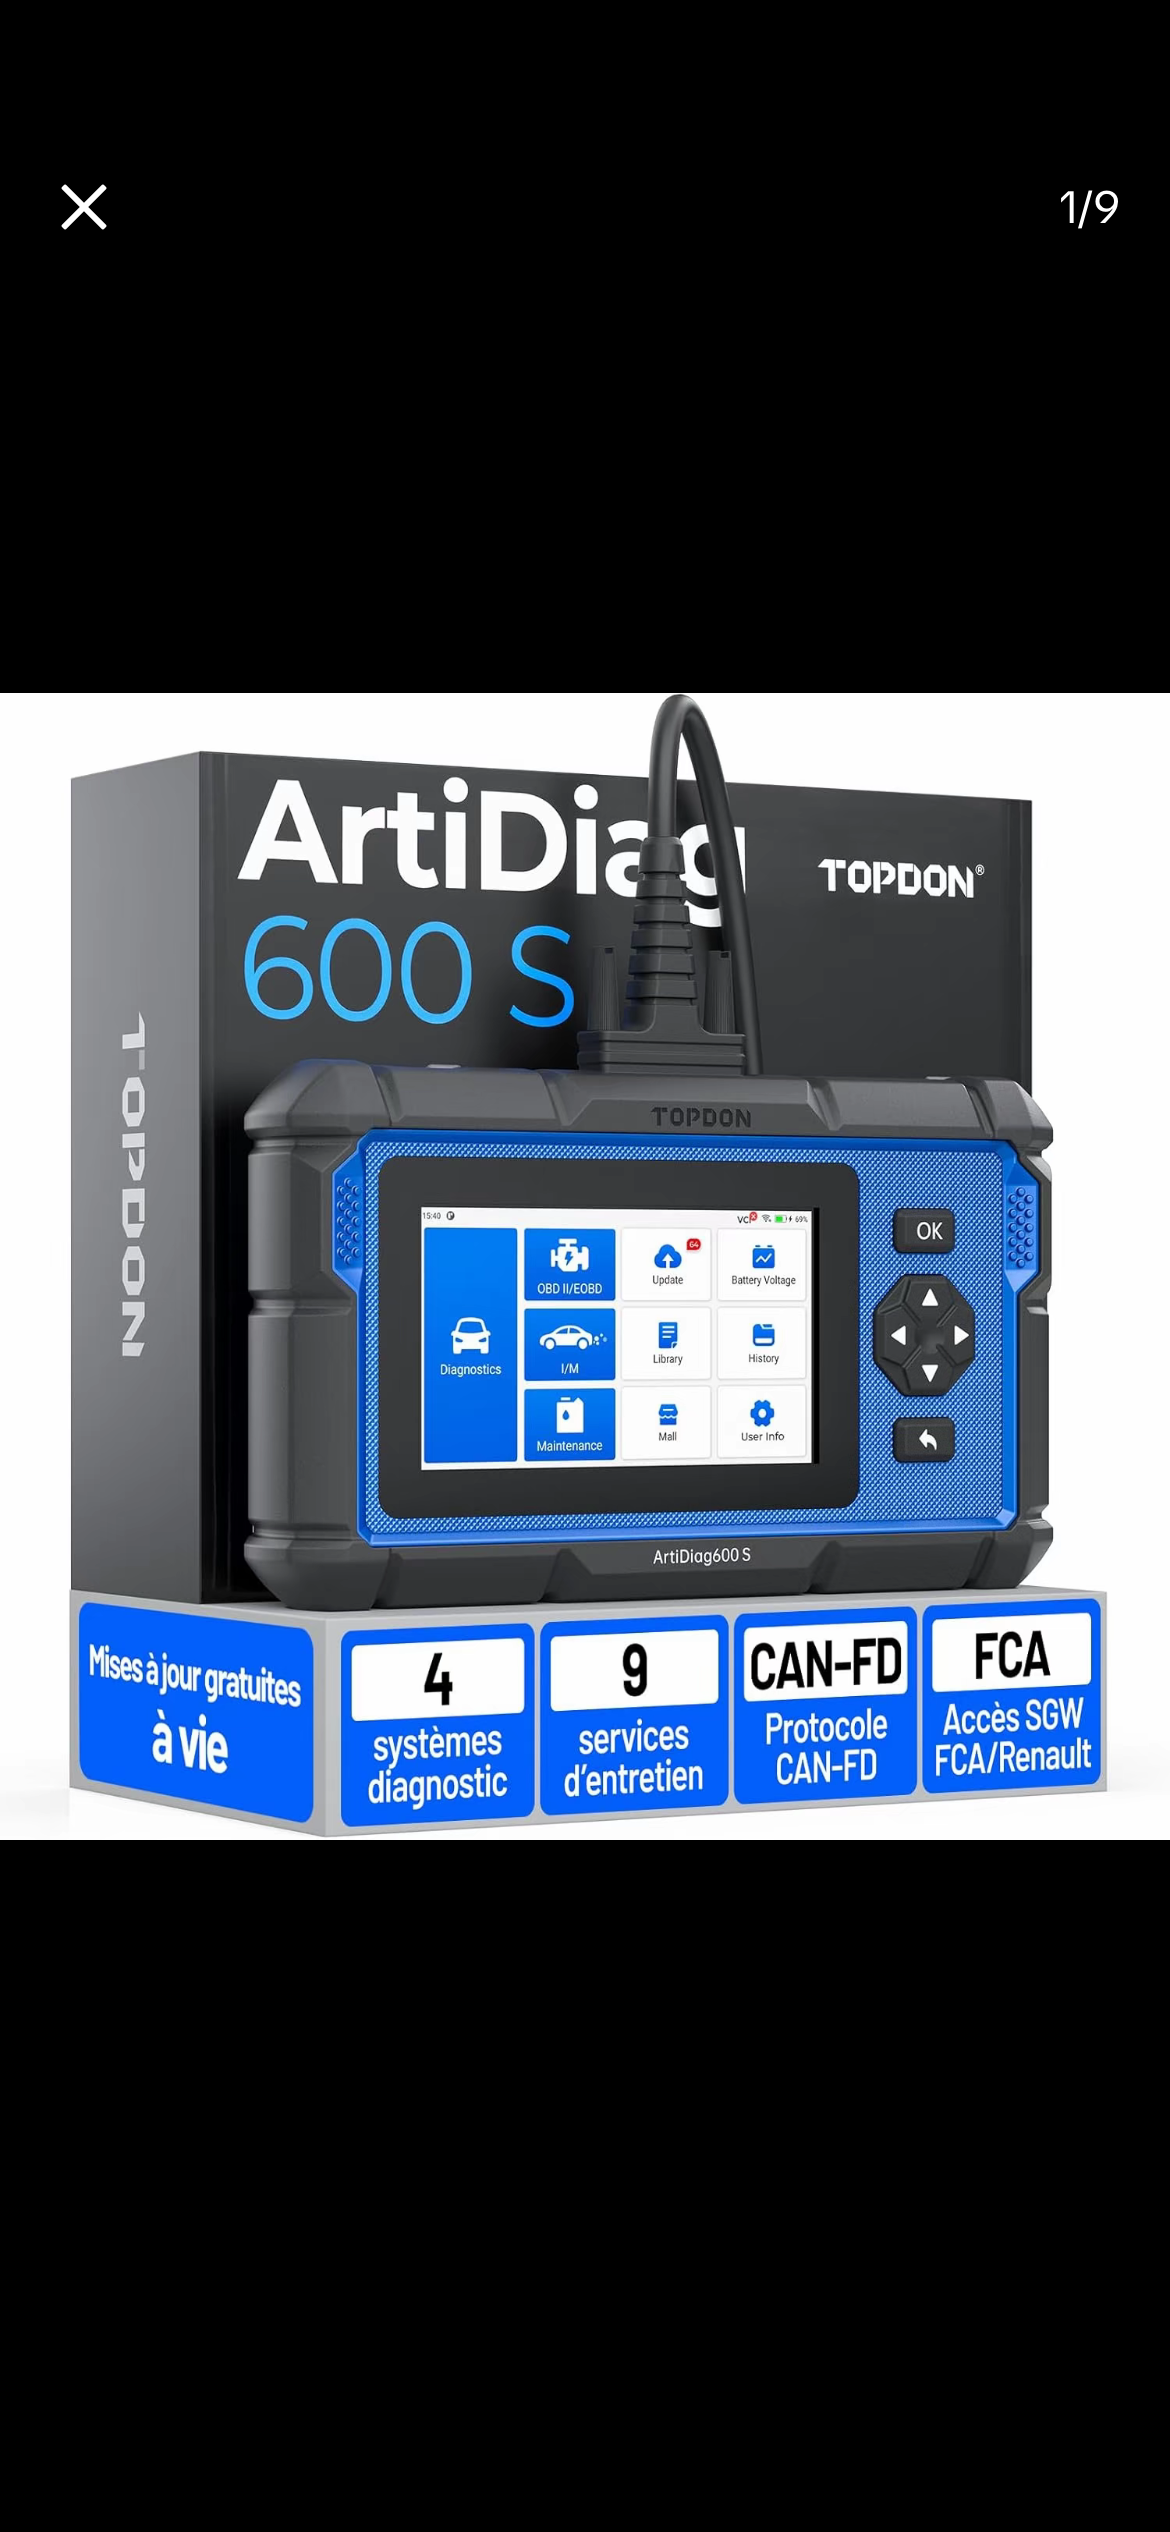 1/9
ArtiDiag
600 S
TOPDON®
TOPDON
TOPDON
15:40
VCI
69%
Diagnostics
OBD II/EOBD
I/M
Maintenance
64
Update
Battery Voltage
Library
History
Mall
User Info
OK
ArtiDiag600 S
Mises à jour gratuites
à vie
4
systèmes
diagnostic
9
services
d'entretien
CAN-FD
Protocole
CAN-FD
FCA
Accès SGW
FCA/Renault